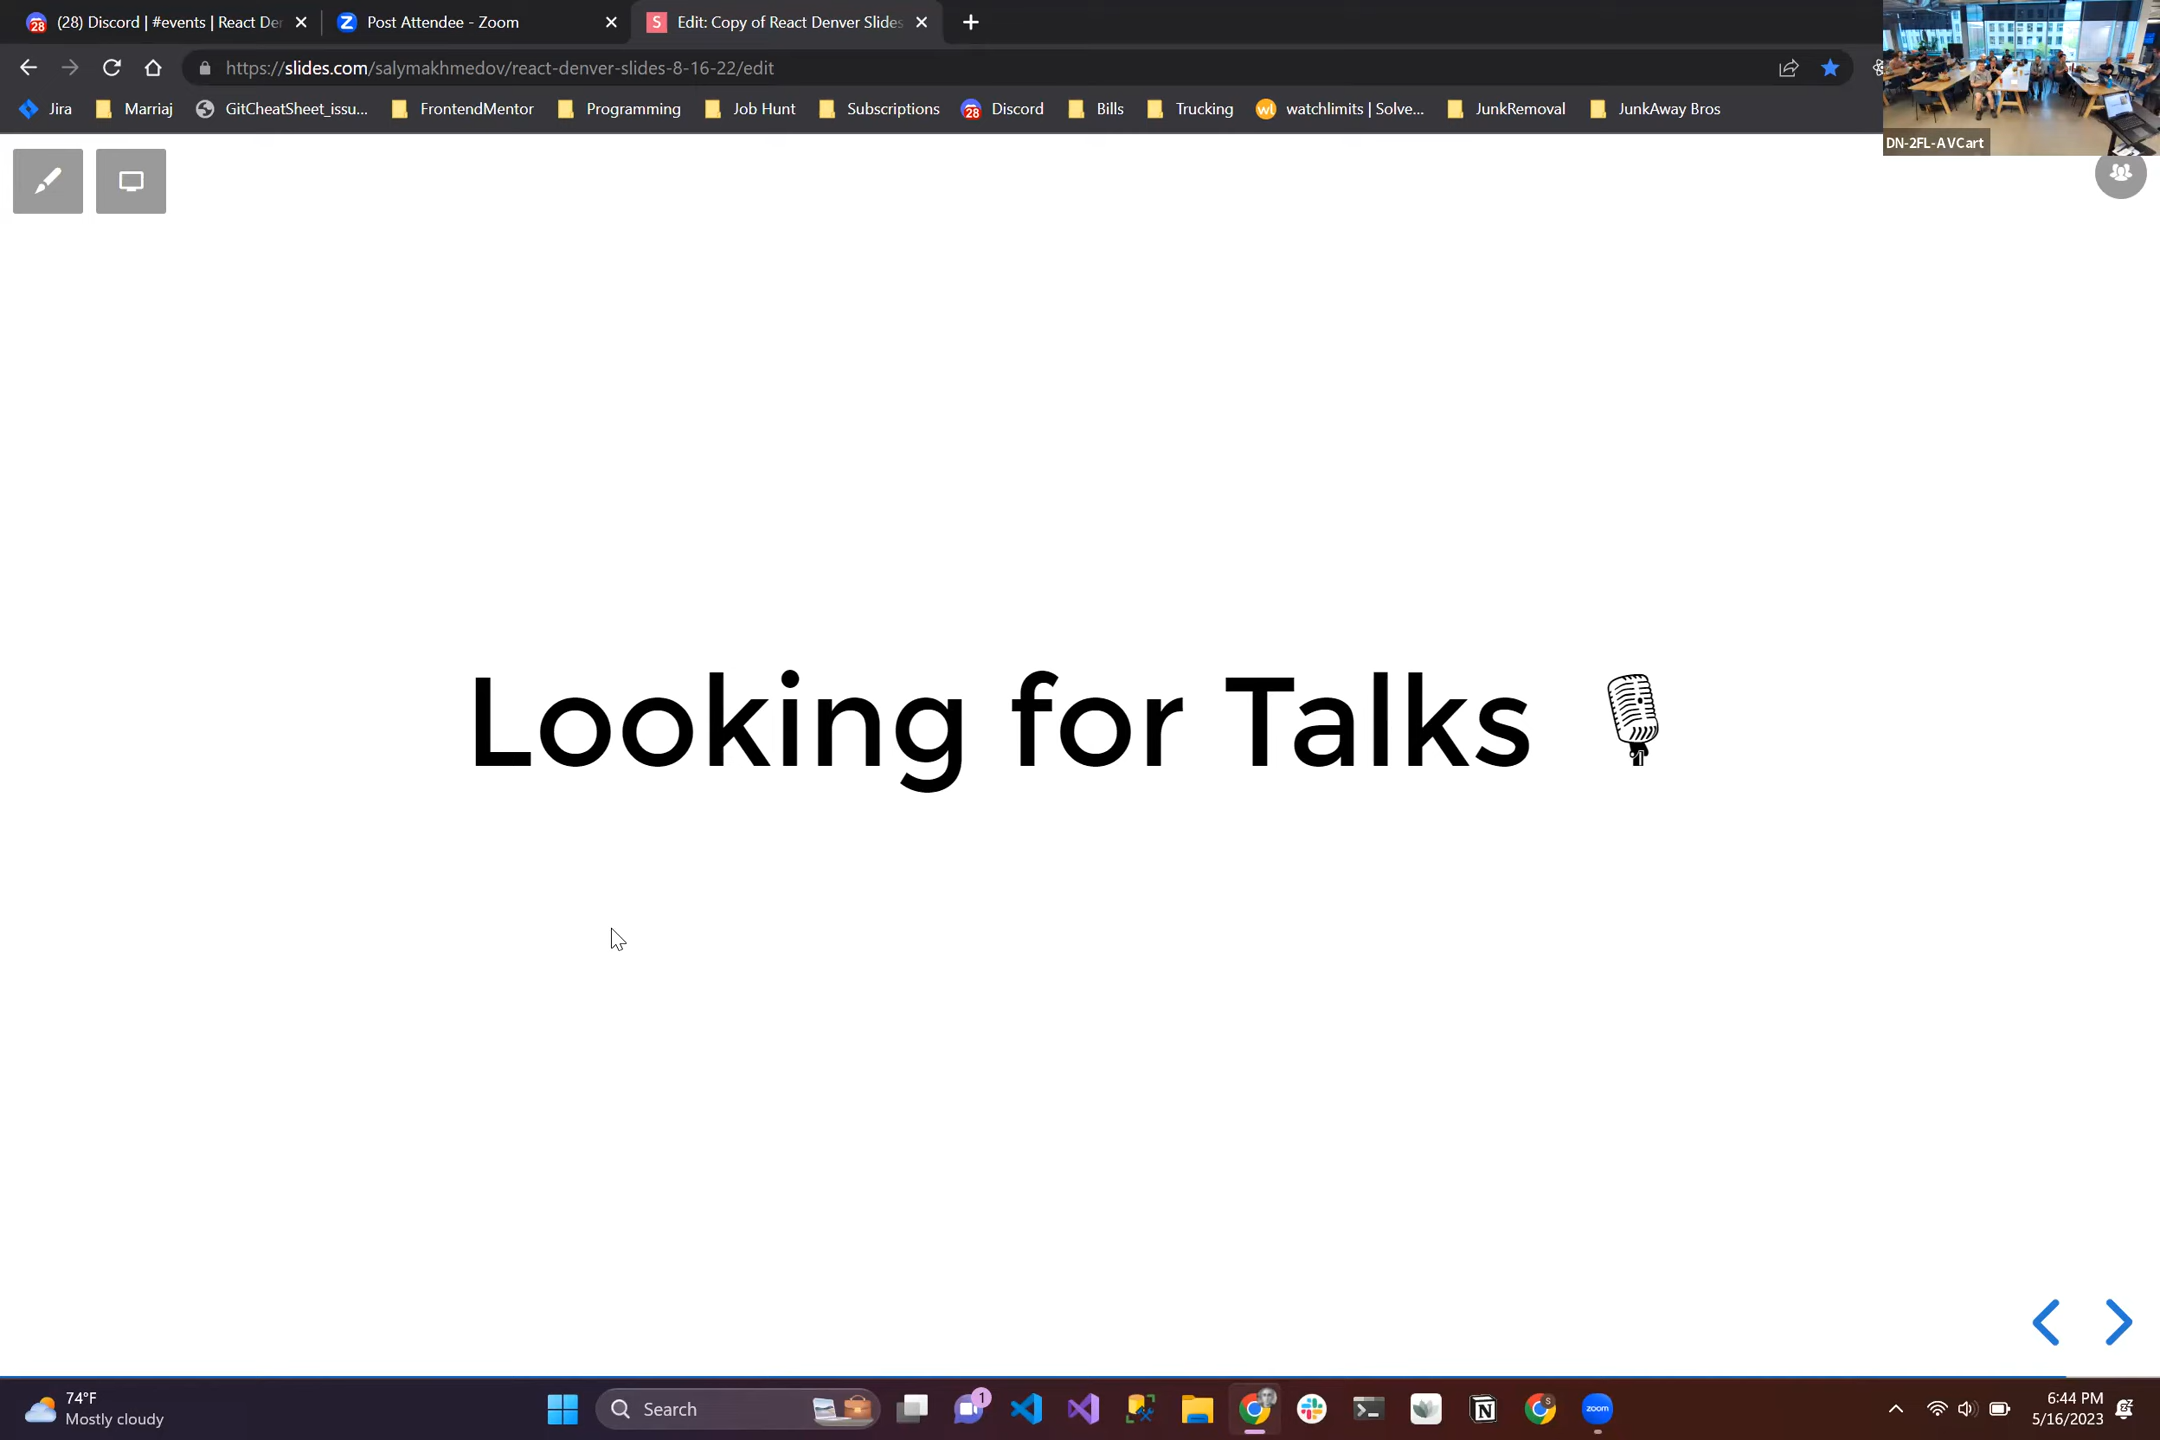 (28) Discord | #events | React De
Post Attendee - Zoom
Edit: Copy of React Denver Slides
https://slides.com/salymakhmedov/react-denver-slides-8-16-22/edit
Jira
Marriaj
GitCheatSheet_issu...
FrontendMentor
Programming
Job Hunt
Subscriptions
Discord
Bills
Trucking
watchlimits | Solve...
JunkRemoval
JunkAway Bros
DN-2FL-AVCart
Looking for Talks
74°F
Mostly cloudy
Search
1
zoom
6:44 PM
5/16/2023